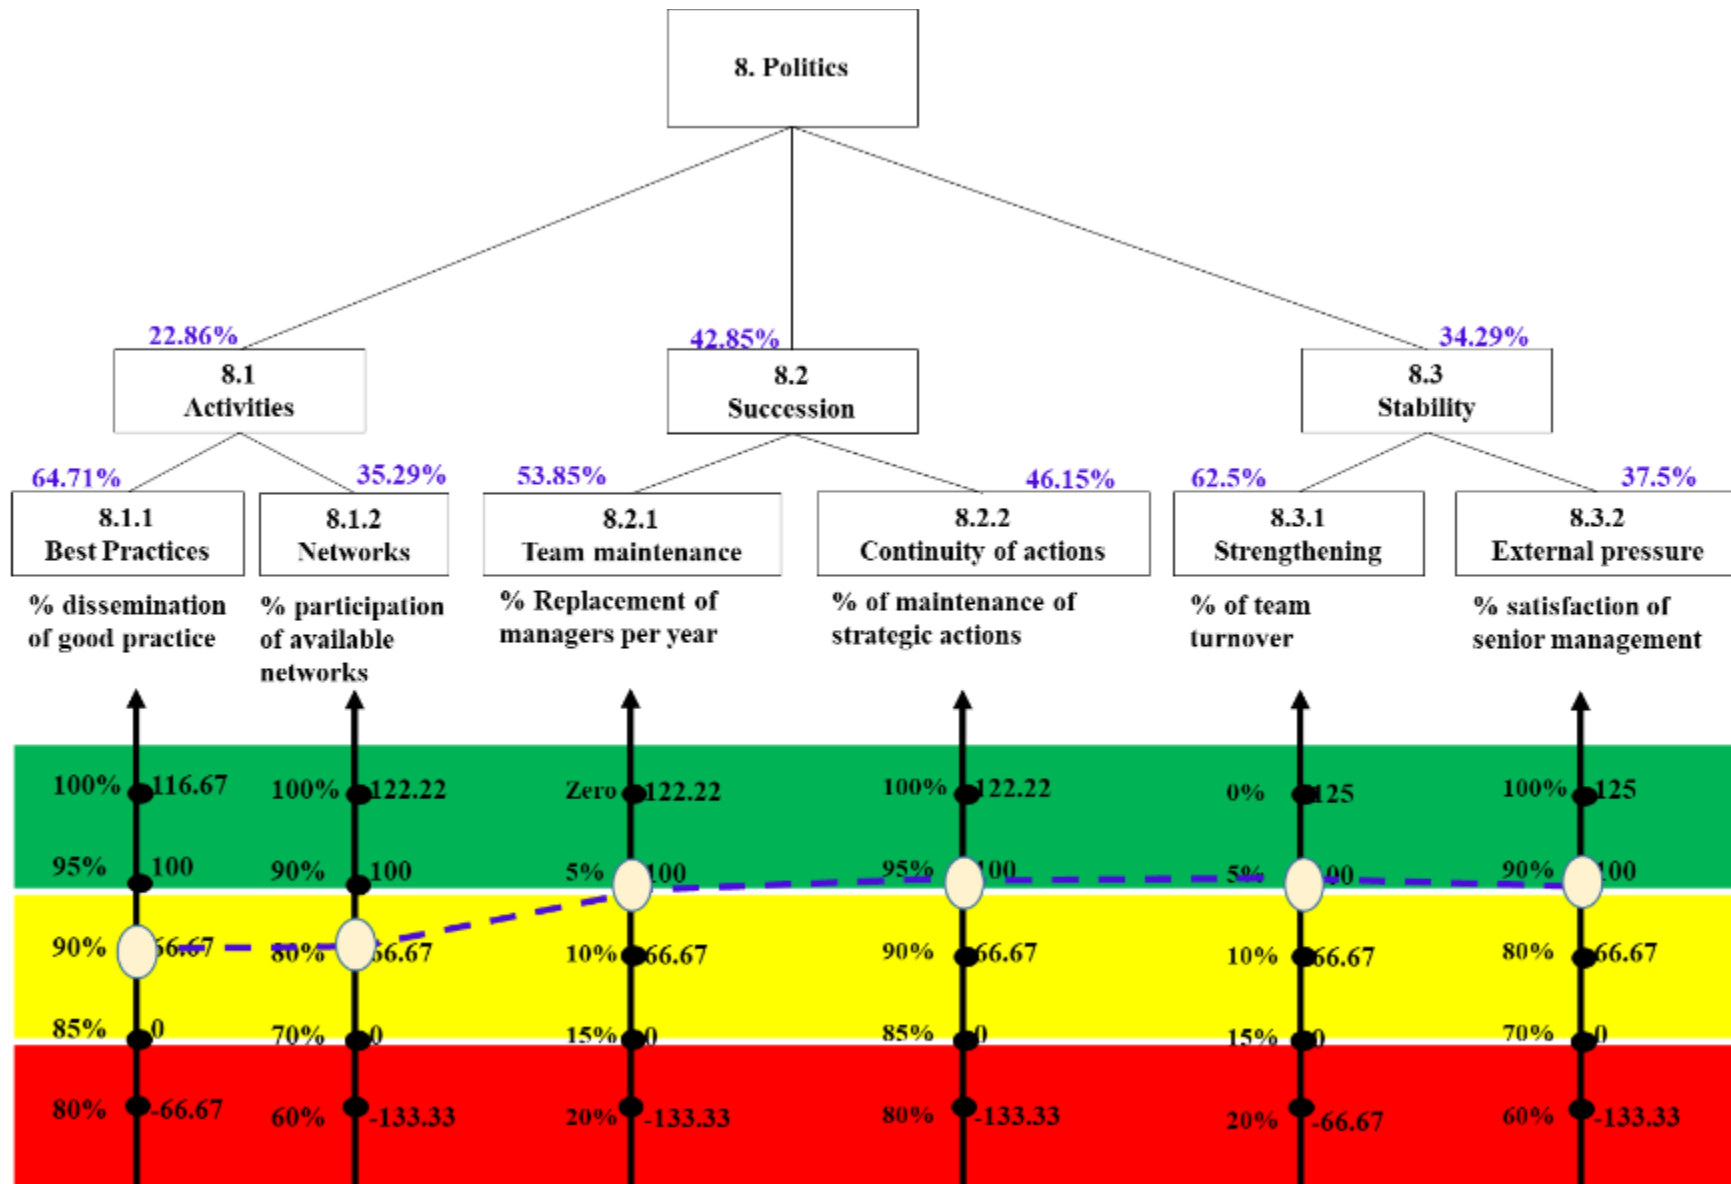 8. Politics
22.86%
42.85%
34.29%
8.1
Activities
8.2
Succession
8.3
Stability
64.71%
35.29%
53.85%
46.15%
62.5%
37.5%
8.1.1
Best Practices
8.1.2
Networks
8.2.1
Team maintenance
8.2.2
Continuity of actions
8.3.1
Strengthening
8.3.2
External pressure
% dissemination
of good practice
% participation
of available
networks
% Replacement of
managers per year
% of maintenance of
strategic actions
% of team
turnover
% satisfaction of
senior management
100% 116.67
100% 122.22
Zero 122.22
100% 122.22
0% 125
100% 125
95% 100
90% 100
5% 100
95% 100
5% 100
90% 100
90% 66.67
80% 66.67
10% 66.67
90% 66.67
10% 66.67
80% 66.67
85% 0
70% 0
15% 0
85% 0
15% 0
70% 0
80% -66.67
60% -133.33
20% -133.33
80% -133.33
20% -66.67
60% -133.33